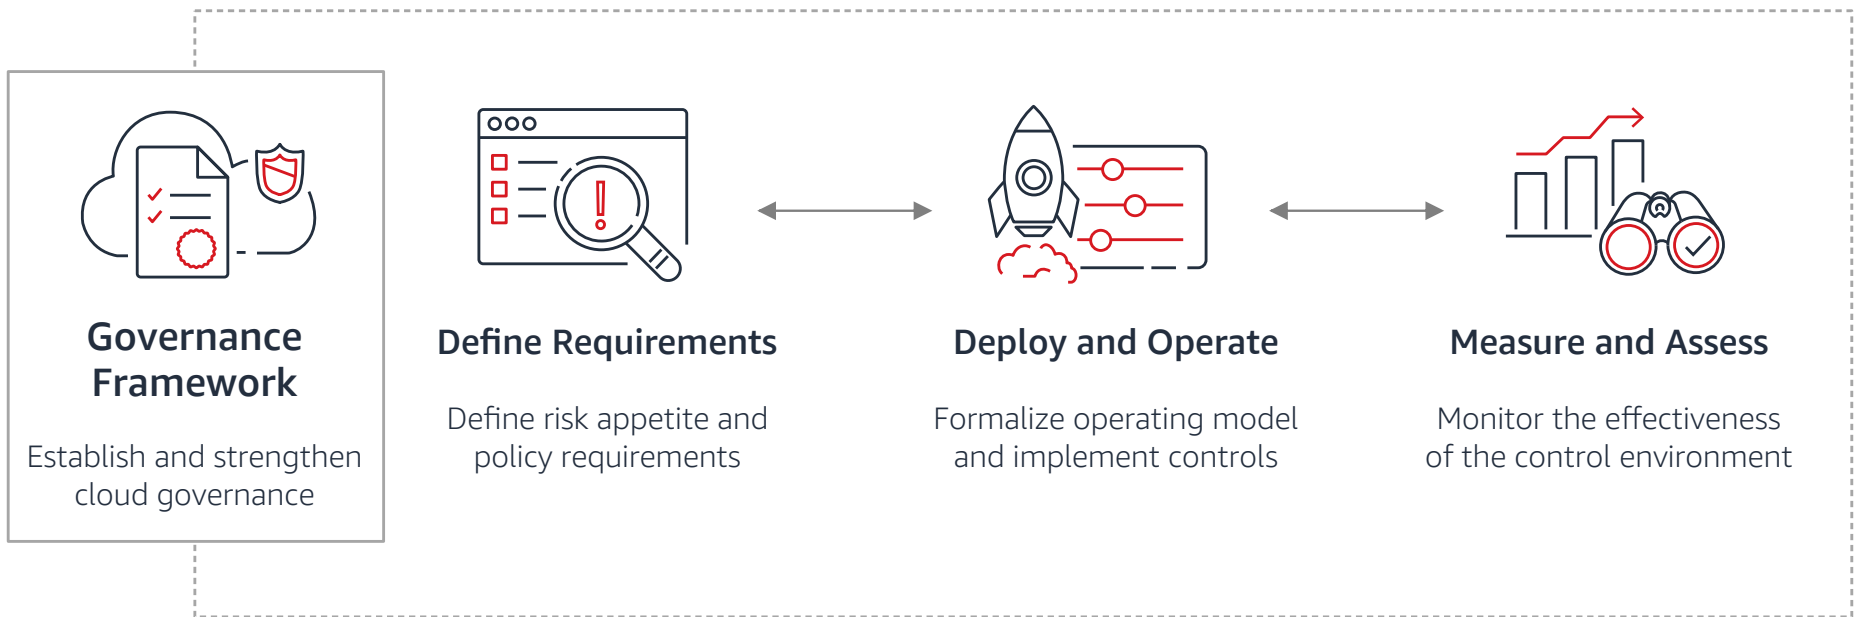 Governance
Framework
Establish and strengthen
cloud governance
Define Requirements
Define risk appetite and
policy requirements
Deploy and Operate
Formalize operating model
and implement controls
Measure and Assess
Monitor the effectiveness
of the control environment